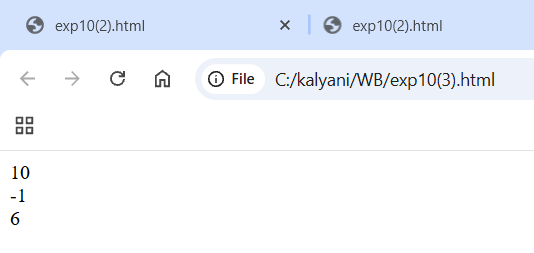 exp10(2).html
exp10(2).html
File C:/kalyani/WB/exp10(3).html
10
-1
6